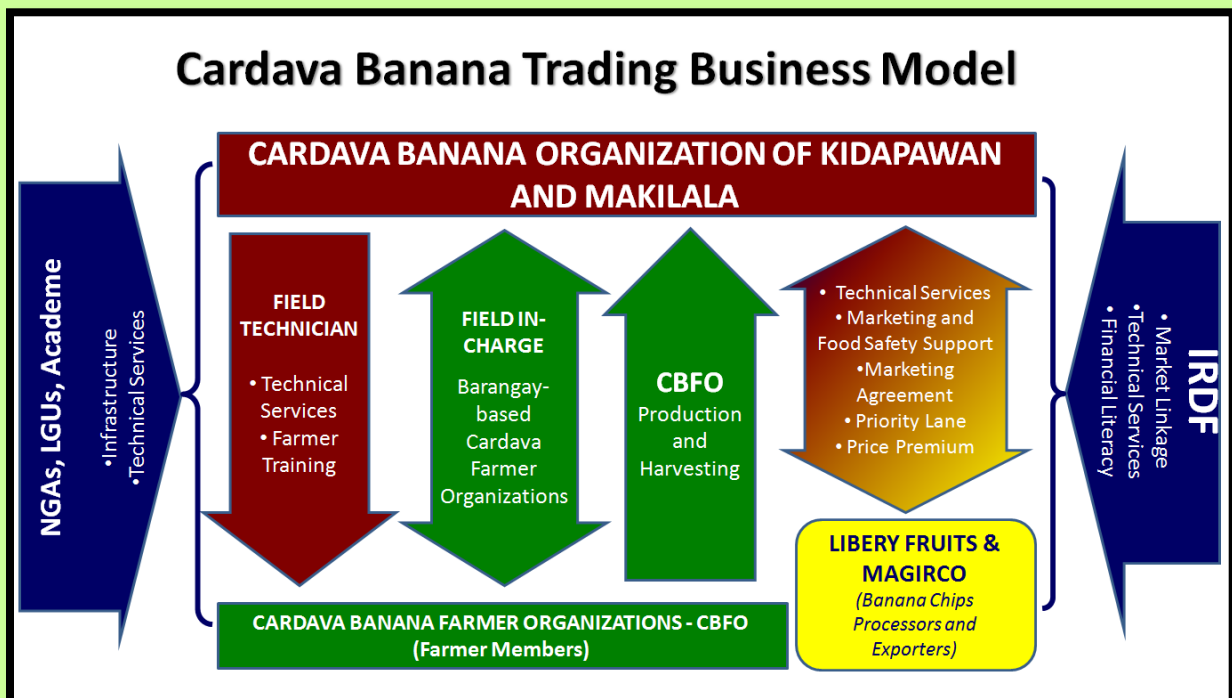 Cardava Banana Trading Business Model
CARDAVA BANANA ORGANIZATION OF KIDAPAWAN
AND MAKILALA
NGAs, LGUs, Academe
•Infrastructure
•Technical Services
FIELD
TECHNICIAN
• Technical
Services
• Farmer
Training
FIELD IN-
CHARGE
Barangay-
based
Cardava
Farmer
Organizations
CBFO
Production
and
Harvesting
• Technical Services
• Marketing and
Food Safety Support
•Marketing
Agreement
•Priority Lane
• Price Premium
IRDF
• Market Linkage
•Technical Services
• Financial Literacy
CARDAVA BANANA FARMER ORGANIZATIONS - CBFO
(Farmer Members)
LIBERY FRUITS &
MAGIRCO
(Banana Chips
Processors and
Exporters)